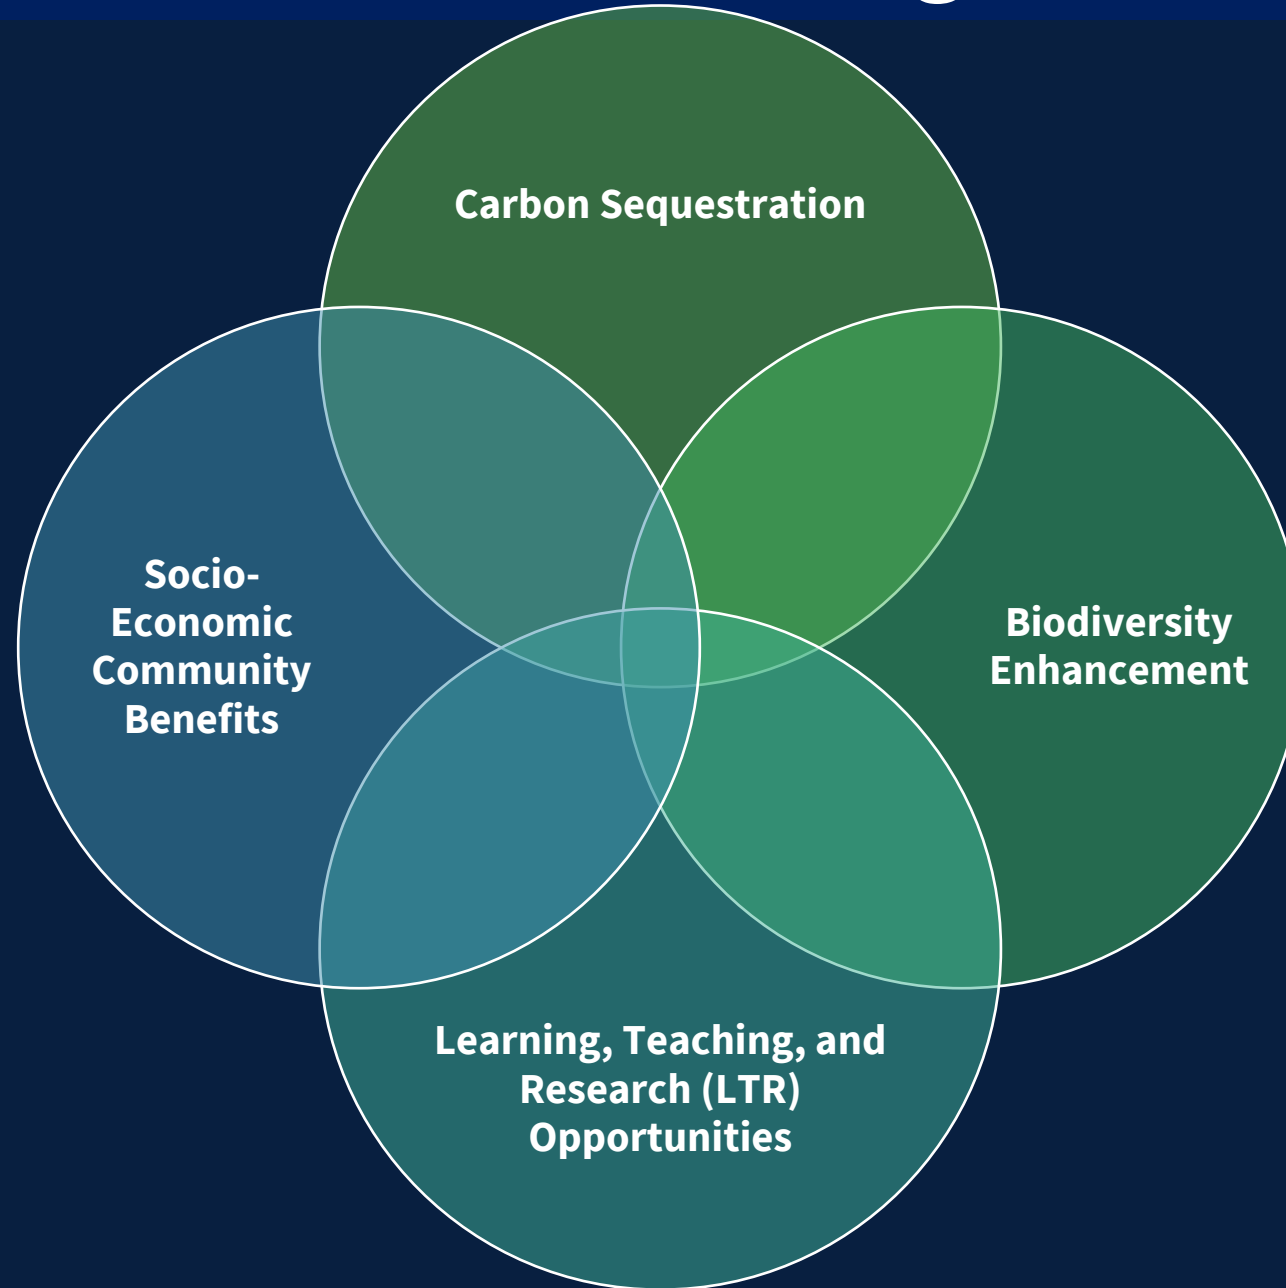 Carbon Sequestration
Socio-
Economic
Community
Benefits
Biodiversity
Enhancement
Learning, Teaching, and
Research (LTR)
Opportunities